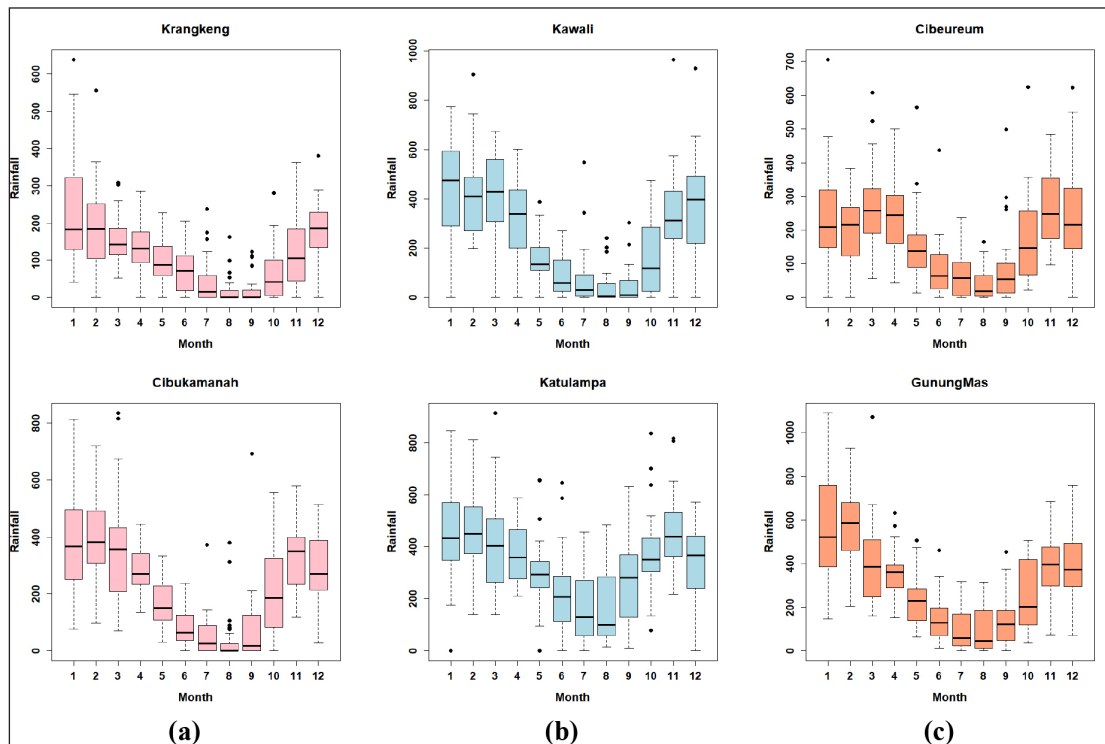 Krangkeng
Kawali
Cibeureum
Rainfall
0 100 200 300 400 500 600
1 2 3 4 5 6 7 8 9 10 11 12
Month
Rainfall
0 200 400 600 800 1000
1 2 3 4 5 6 7 8 9 10 11 12
Month
Rainfall
0 100 200 300 400 500 600 700
1 2 3 4 5 6 7 8 9 10 11 12
Month
Cibukamanah
Katulampa
GunungMas
Rainfall
0 200 400 600 800
1 2 3 4 5 6 7 8 9 10 11 12
Month
Rainfall
0 200 400 600 800
1 2 3 4 5 6 7 8 9 10 11 12
Month
Rainfall
0 200 400 600 800 1000
1 2 3 4 5 6 7 8 9 10 11 12
Month
(a)
(b)
(c)